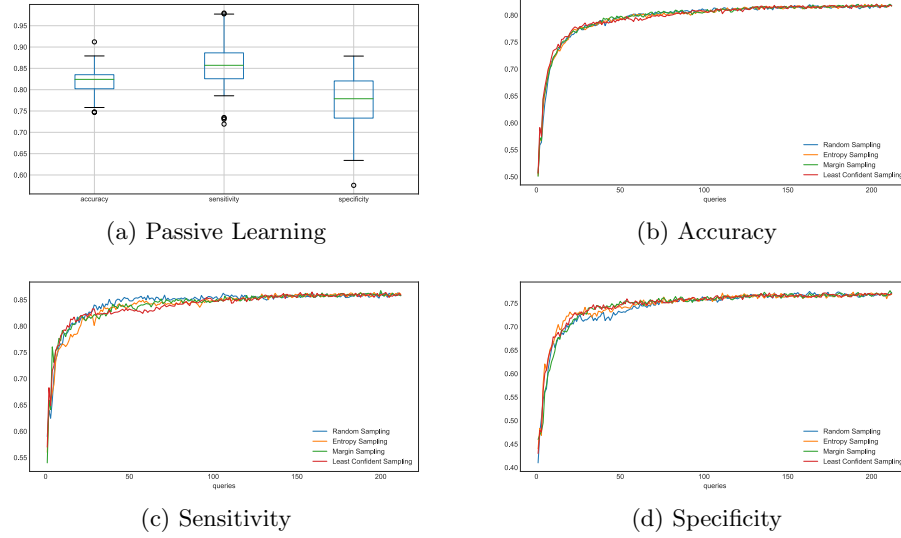 0.95
0.90
0.85
0.80
0.75
0.70
0.65
0.60
accuracy sensitivity specificity
(a) Passive Learning
0.80
0.75
0.70
0.65
0.60
0.55
0.50
0 50 100 150 200
queries
Random Sampling
Entropy Sampling
Margin Sampling
Least Confident Sampling
(b) Accuracy
0.85
0.80
0.75
0.70
0.65
0.60
0.55
0 50 100 150 200
queries
Random Sampling
Entropy Sampling
Margin Sampling
Least Confident Sampling
(c) Sensitivity
0.75
0.70
0.65
0.60
0.55
0.50
0.45
0.40
0 50 100 150 200
queries
Random Sampling
Entropy Sampling
Margin Sampling
Least Confident Sampling
(d) Specificity